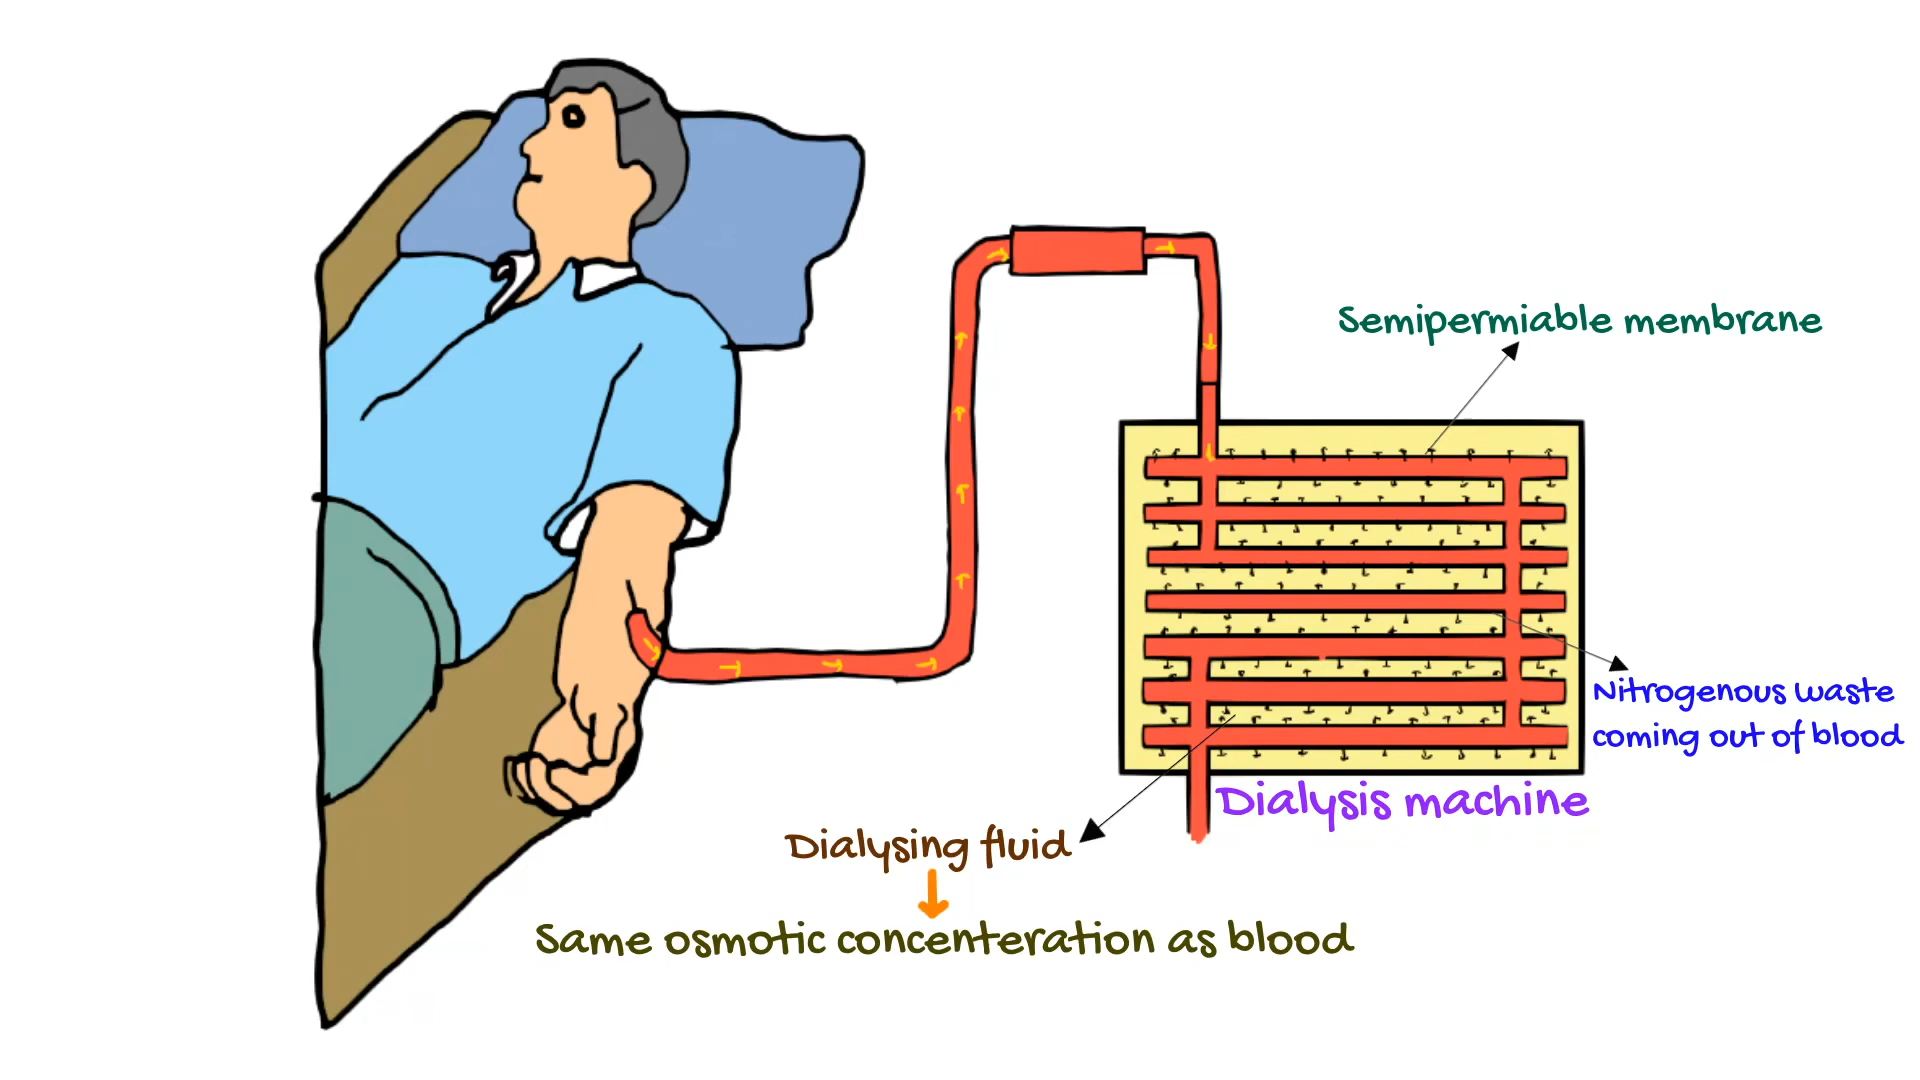 Semipermiable membrane
Nitrogenous waste
coming out of blood
Dialysis machine
Dialysing fluid
Same osmotic concenteration as blood